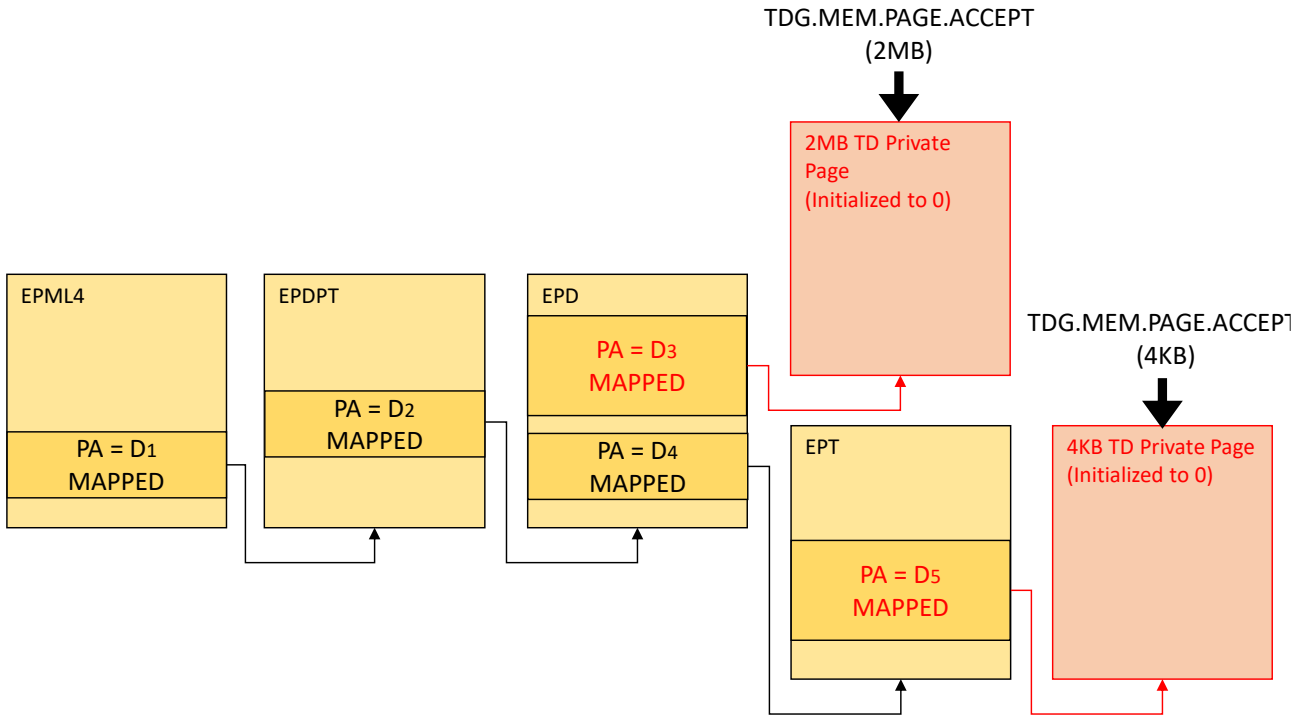 TDG.MEM.PAGE.ACCEPT
(2MB)
2MB TD Private
Page
(Initialized to 0)
EPML4
PA = D1
MAPPED
EPDPT
PA = D2
MAPPED
EPD
PA = D3
MAPPED
PA = D4
MAPPED
TDG.MEM.PAGE.ACCEPT
(4KB)
EPT
PA = D5
MAPPED
4KB TD Private Page
(Initialized to 0)